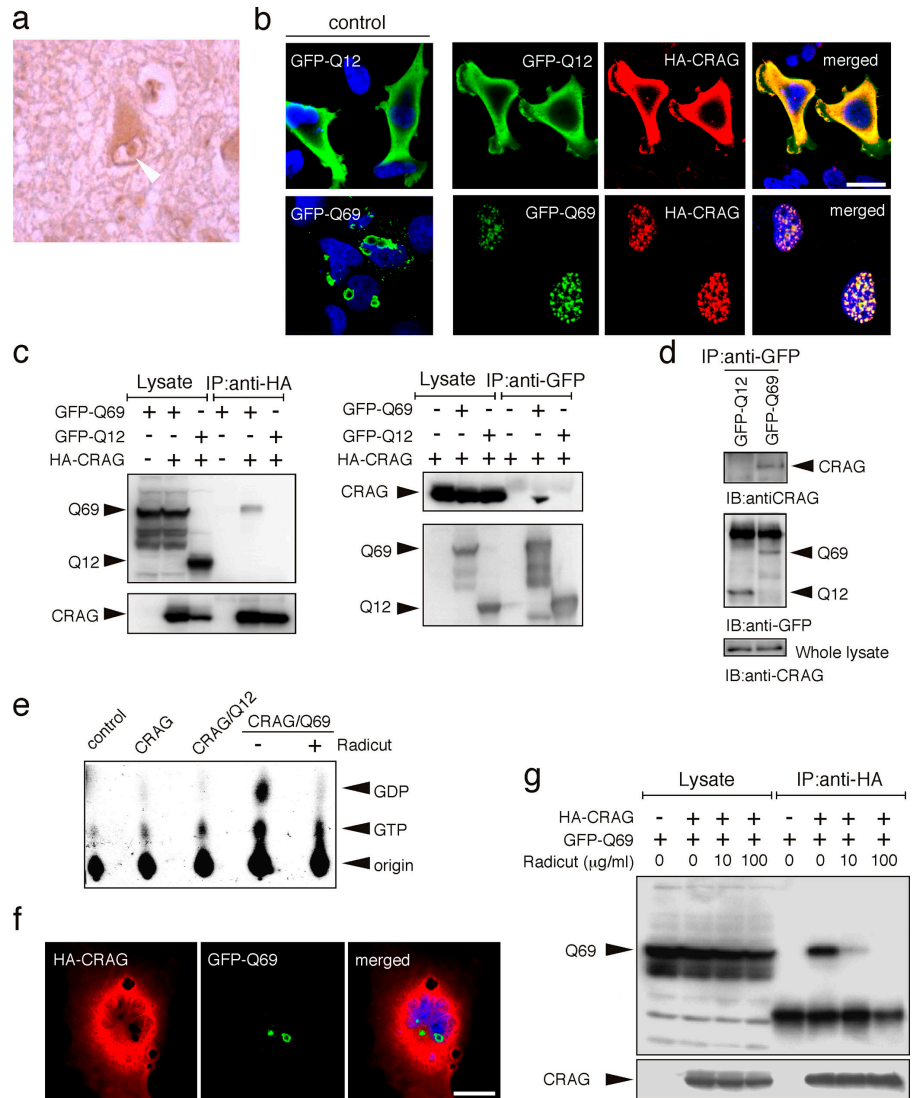 a
b
control
GFP-Q12
GFP-Q12
HA-CRAG
merged
GFP-Q69
GFP-Q69
HA-CRAG
merged
c
Lysate IP:anti-HA
GFP-Q69 + + - + + -
GFP-Q12 - - + - - +
HA-CRAG - + + - + +
Q69
Q12
CRAG
Lysate IP:anti-GFP
GFP-Q69 - + - - + -
GFP-Q12 - - + - - +
HA-CRAG + + + + + +
CRAG
Q69
Q12
d
IP:anti-GFP
GFP-Q12
GFP-Q69
CRAG
IB:antiCRAG
Q69
Q12
IB:anti-GFP
Whole lysate
IB:anti-CRAG
e
control
CRAG
CRAG/Q12
CRAG/Q69
- + Radicut
GDP
GTP
origin
f
HA-CRAG
GFP-Q69
merged
g
Lysate IP:anti-HA
HA-CRAG - + + + - + + +
GFP-Q69 + + + + + + + +
Radicut (μg/ml) 0 0 10 100 0 0 10 100
Q69
CRAG